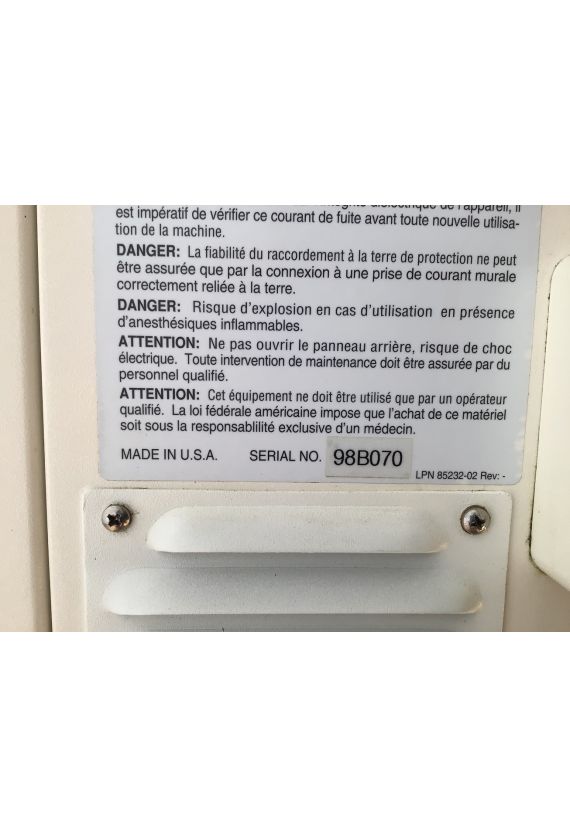 diélectrique de l'appareil, il
est impératif de vérifier ce courant de fuite avant toute nouvelle utilisa-
tion de la machine.
DANGER: La fiabilité du raccordement à la terre de protection ne peut
être assurée que par la connexion à une prise de courant murale
correctement reliée à la terre.
DANGER: Risque d'explosion en cas d'utilisation en présence
d'anesthésiques inflammables.
ATTENTION: Ne pas ouvrir le panneau arrière, risque de choc
électrique. Toute intervention de maintenance doit être assurée par du
personnel qualifié.
ATTENTION: Cet équipement ne doit être utilisé que par un opérateur
qualifié. La loi fédérale américaine impose que l'achat de ce matériel
soit sous la responsablilité exclusive d'un médecin.
MADE IN U.S.A. SERIAL NO. 98B070
LPN 85232-02 Rev: -